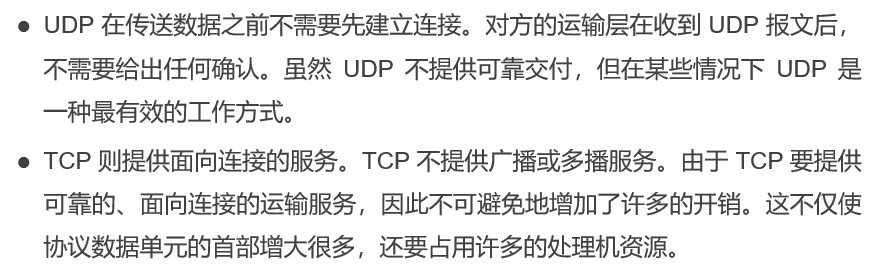 ● UDP 在传送数据之前不需要先建立连接。对方的运输层在收到 UDP 报文后，
不需要给出任何确认。虽然 UDP 不提供可靠交付，但在某些情况下 UDP 是
一种最有效的工作方式。
● TCP 则提供面向连接的服务。TCP 不提供广播或多播服务。由于 TCP 要提供
可靠的、面向连接的运输服务，因此不可避免地增加了许多的开销。这不仅使
协议数据单元的首部增大很多，还要占用许多的处理机资源。